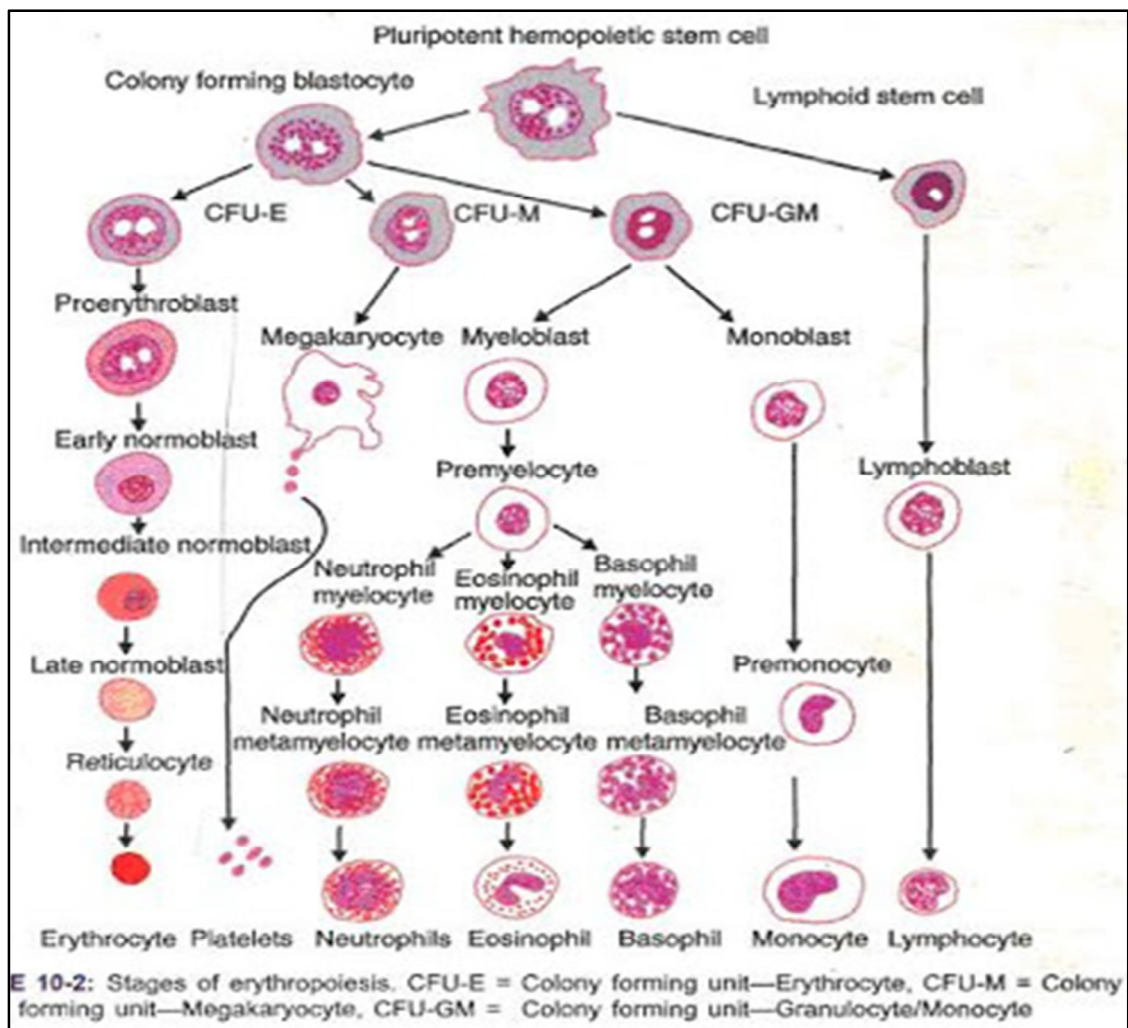 Pluripotent hemopoietic stem cell
Colony forming blastocyte
Lymphoid stem cell
CFU-E
CFU-M
CFU-GM
Proerythroblast
Megakaryocyte
Myeloblast
Monoblast
Early normoblast
Premyelocyte
Lymphoblast
Intermediate normoblast
Neutrophil
myelocyte
Eosinophil
myelocyte
Basophil
myelocyte
Late normoblast
Premonocyte
Neutrophil
metamyelocyte
Eosinophil
metamyelocyte
Basophil
metamyelocyte
Reticulocyte
Erythrocyte Platelets Neutrophils Eosinophil Basophil Monocyte Lymphocyte
E 10-2: Stages of erythropoiesis. CFU-E = Colony forming unit—Erythrocyte, CFU-M = Colony
forming unit—Megakaryocyte, CFU-GM = Colony forming unit—Granulocyte/Monocyte